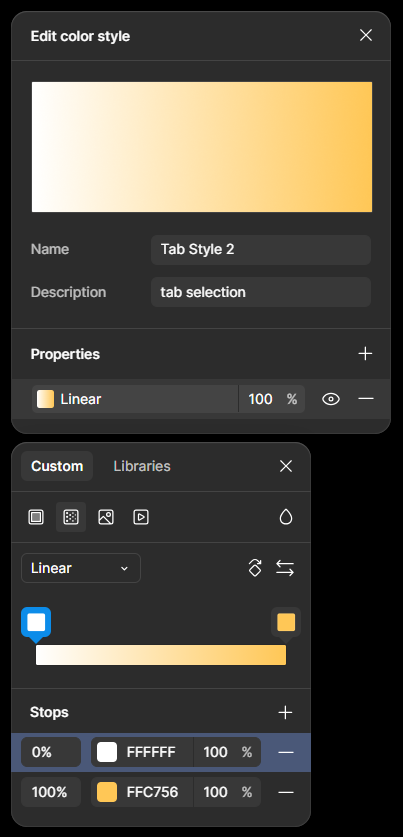 Edit color style
Name Tab Style 2
Description tab selection
Properties
Linear 100 %
Custom Libraries
Linear
Stops
0% FFFFFF 100 %
100% FFC756 100 %